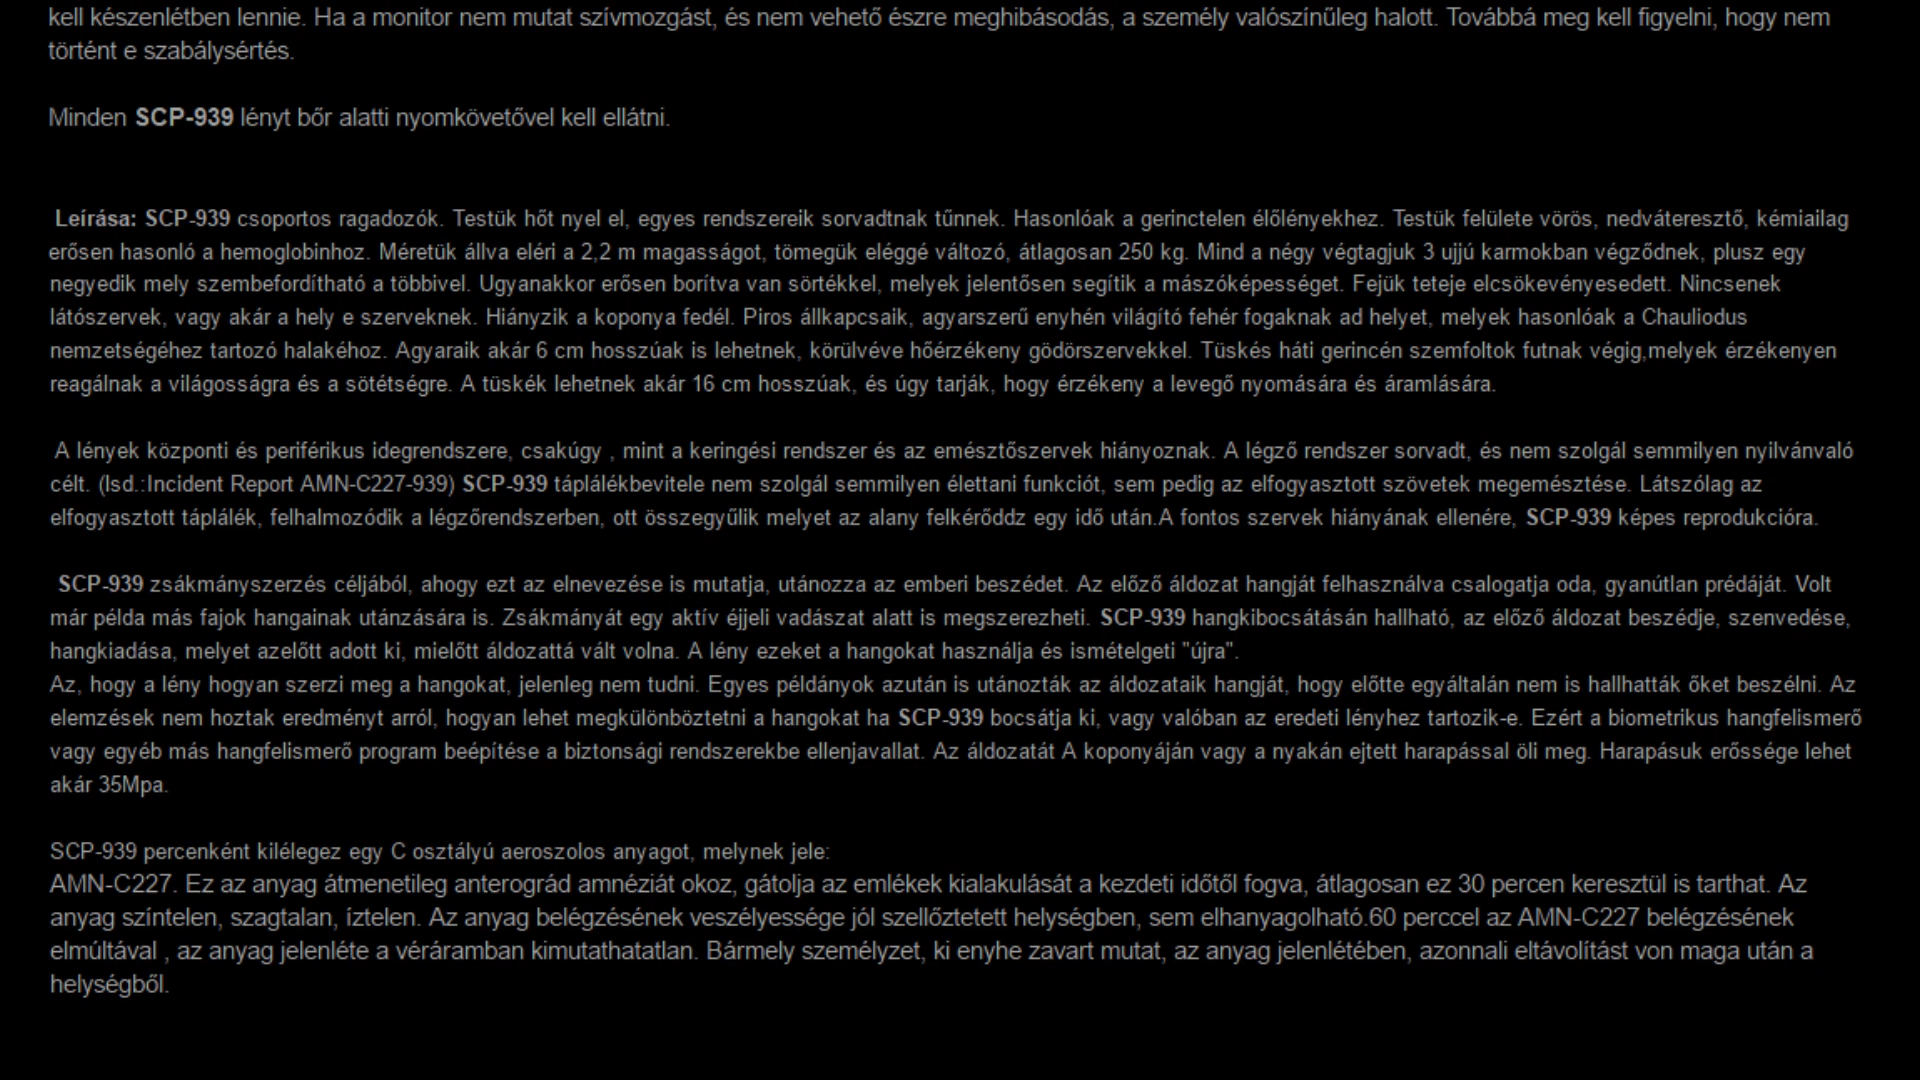 kell készenlétben lennie. Ha a monitor nem mutat szívmozgást, és nem vehető észre meghibásodás, a személy valószínűleg halott. Továbbá meg kell figyelni, hogy nem
történt e szabálysértés.
Minden SCP-939 lényt bőr alatti nyomkövetővel kell ellátni.
Leírása: SCP-939 csoportos ragadozók. Testük hőt nyel el, egyes rendszereik sorvadtnak tűnnek. Hasonlóak a gerinctelen élőlényekhez. Testük felülete vörös, nedváteresztő, kémiailag
erősen hasonló a hemoglobinhoz. Méretük állva eléri a 2,2 m magasságot, tömegük eléggé változó, átlagosan 250 kg. Mind a négy végtagjuk 3 ujjú karmokban végződnek, plusz egy
negyedik mely szembefordítható a többivel. Ugyanakkor erősen borítva van sörtékkel, melyek jelentősen segítik a mászóképességet. Fejük teteje elcsökevényesedett. Nincsenek
látószervek, vagy akár a hely e szerveknek. Hiányzik a koponya fedél. Piros állkapcsaik, agyarszerű enyhén világító fehér fogaknak ad helyet, melyek hasonlóak a Chauliodus
nemzetségéhez tartozó halakéhoz. Agyaraik akár 6 cm hosszúak is lehetnek, körülvéve hőérzékeny gödörszervekkel. Tüskés háti gerincén szemfoltok futnak végig,melyek érzékenyen
reagálnak a világosságra és a sötétségre. A tüskék lehetnek akár 16 cm hosszúak, és úgy tarják, hogy érzékeny a levegő nyomására és áramlására.
A lények központi és periférikus idegrendszere, csakúgy , mint a keringési rendszer és az emésztőszervek hiányoznak. A légző rendszer sorvadt, és nem szolgál semmilyen nyilvánvaló
célt. (lsd.:Incident Report AMN-C227-939) SCP-939 táplálékbevitele nem szolgál semmilyen élettani funkciót, sem pedig az elfogyasztott szövetek megemésztése. Látszólag az
elfogyasztott táplálék, felhalmozódik a légzőrendszerben, ott összegyűlik melyet az alany felkérőddz egy idő után.A fontos szervek hiányának ellenére, SCP-939 képes reprodukcióra.
SCP-939 zsákmányszerzés céljából, ahogy ezt az elnevezése is mutatja, utánozza az emberi beszédet. Az előző áldozat hangját felhasználva csalogatja oda, gyanútlan prédáját. Volt
már példa más fajok hangainak utánzására is. Zsákmányát egy aktív éjjeli vadászat alatt is megszerezheti. SCP-939 hangkibocsátásán hallható, az előző áldozat beszédje, szenvedése,
hangkiadása, melyet azelőtt adott ki, mielőtt áldozattá vált volna. A lény ezeket a hangokat használja és ismételgeti "újra".
Az, hogy a lény hogyan szerzi meg a hangokat, jelenleg nem tudni. Egyes példányok azután is utánozták az áldozataik hangját, hogy előtte egyáltalán nem is hallhatták őket beszélni. Az
elemzések nem hoztak eredményt arról, hogyan lehet megkülönböztetni a hangokat ha SCP-939 bocsátja ki, vagy valóban az eredeti lényhez tartozik-e. Ezért a biometrikus hangfelismerő
vagy egyéb más hangfelismerő program beépítése a biztonsági rendszerekbe ellenjavallat. Az áldozatát A koponyáján vagy a nyakán ejtett harapással öli meg. Harapásuk erőssége lehet
akár 35Mpa.
SCP-939 percenként kilélegez egy C osztályú aeroszolos anyagot, melynek jele:
AMN-C227. Ez az anyag átmenetileg anterográd amnéziát okoz, gátolja az emlékek kialakulását a kezdeti időtől fogva, átlagosan ez 30 percen keresztül is tarthat. Az
anyag színtelen, szagtalan, íztelen. Az anyag belégzésének veszélyessége jól szellőztetett helységben, sem elhanyagolható.60 perccel az AMN-C227 belégzésének
elmúltával , az anyag jelenléte a véráramban kimutathatatlan. Bármely személyzet, ki enyhe zavart mutat, az anyag jelenlétében, azonnali eltávolítást von maga után a
helységből.